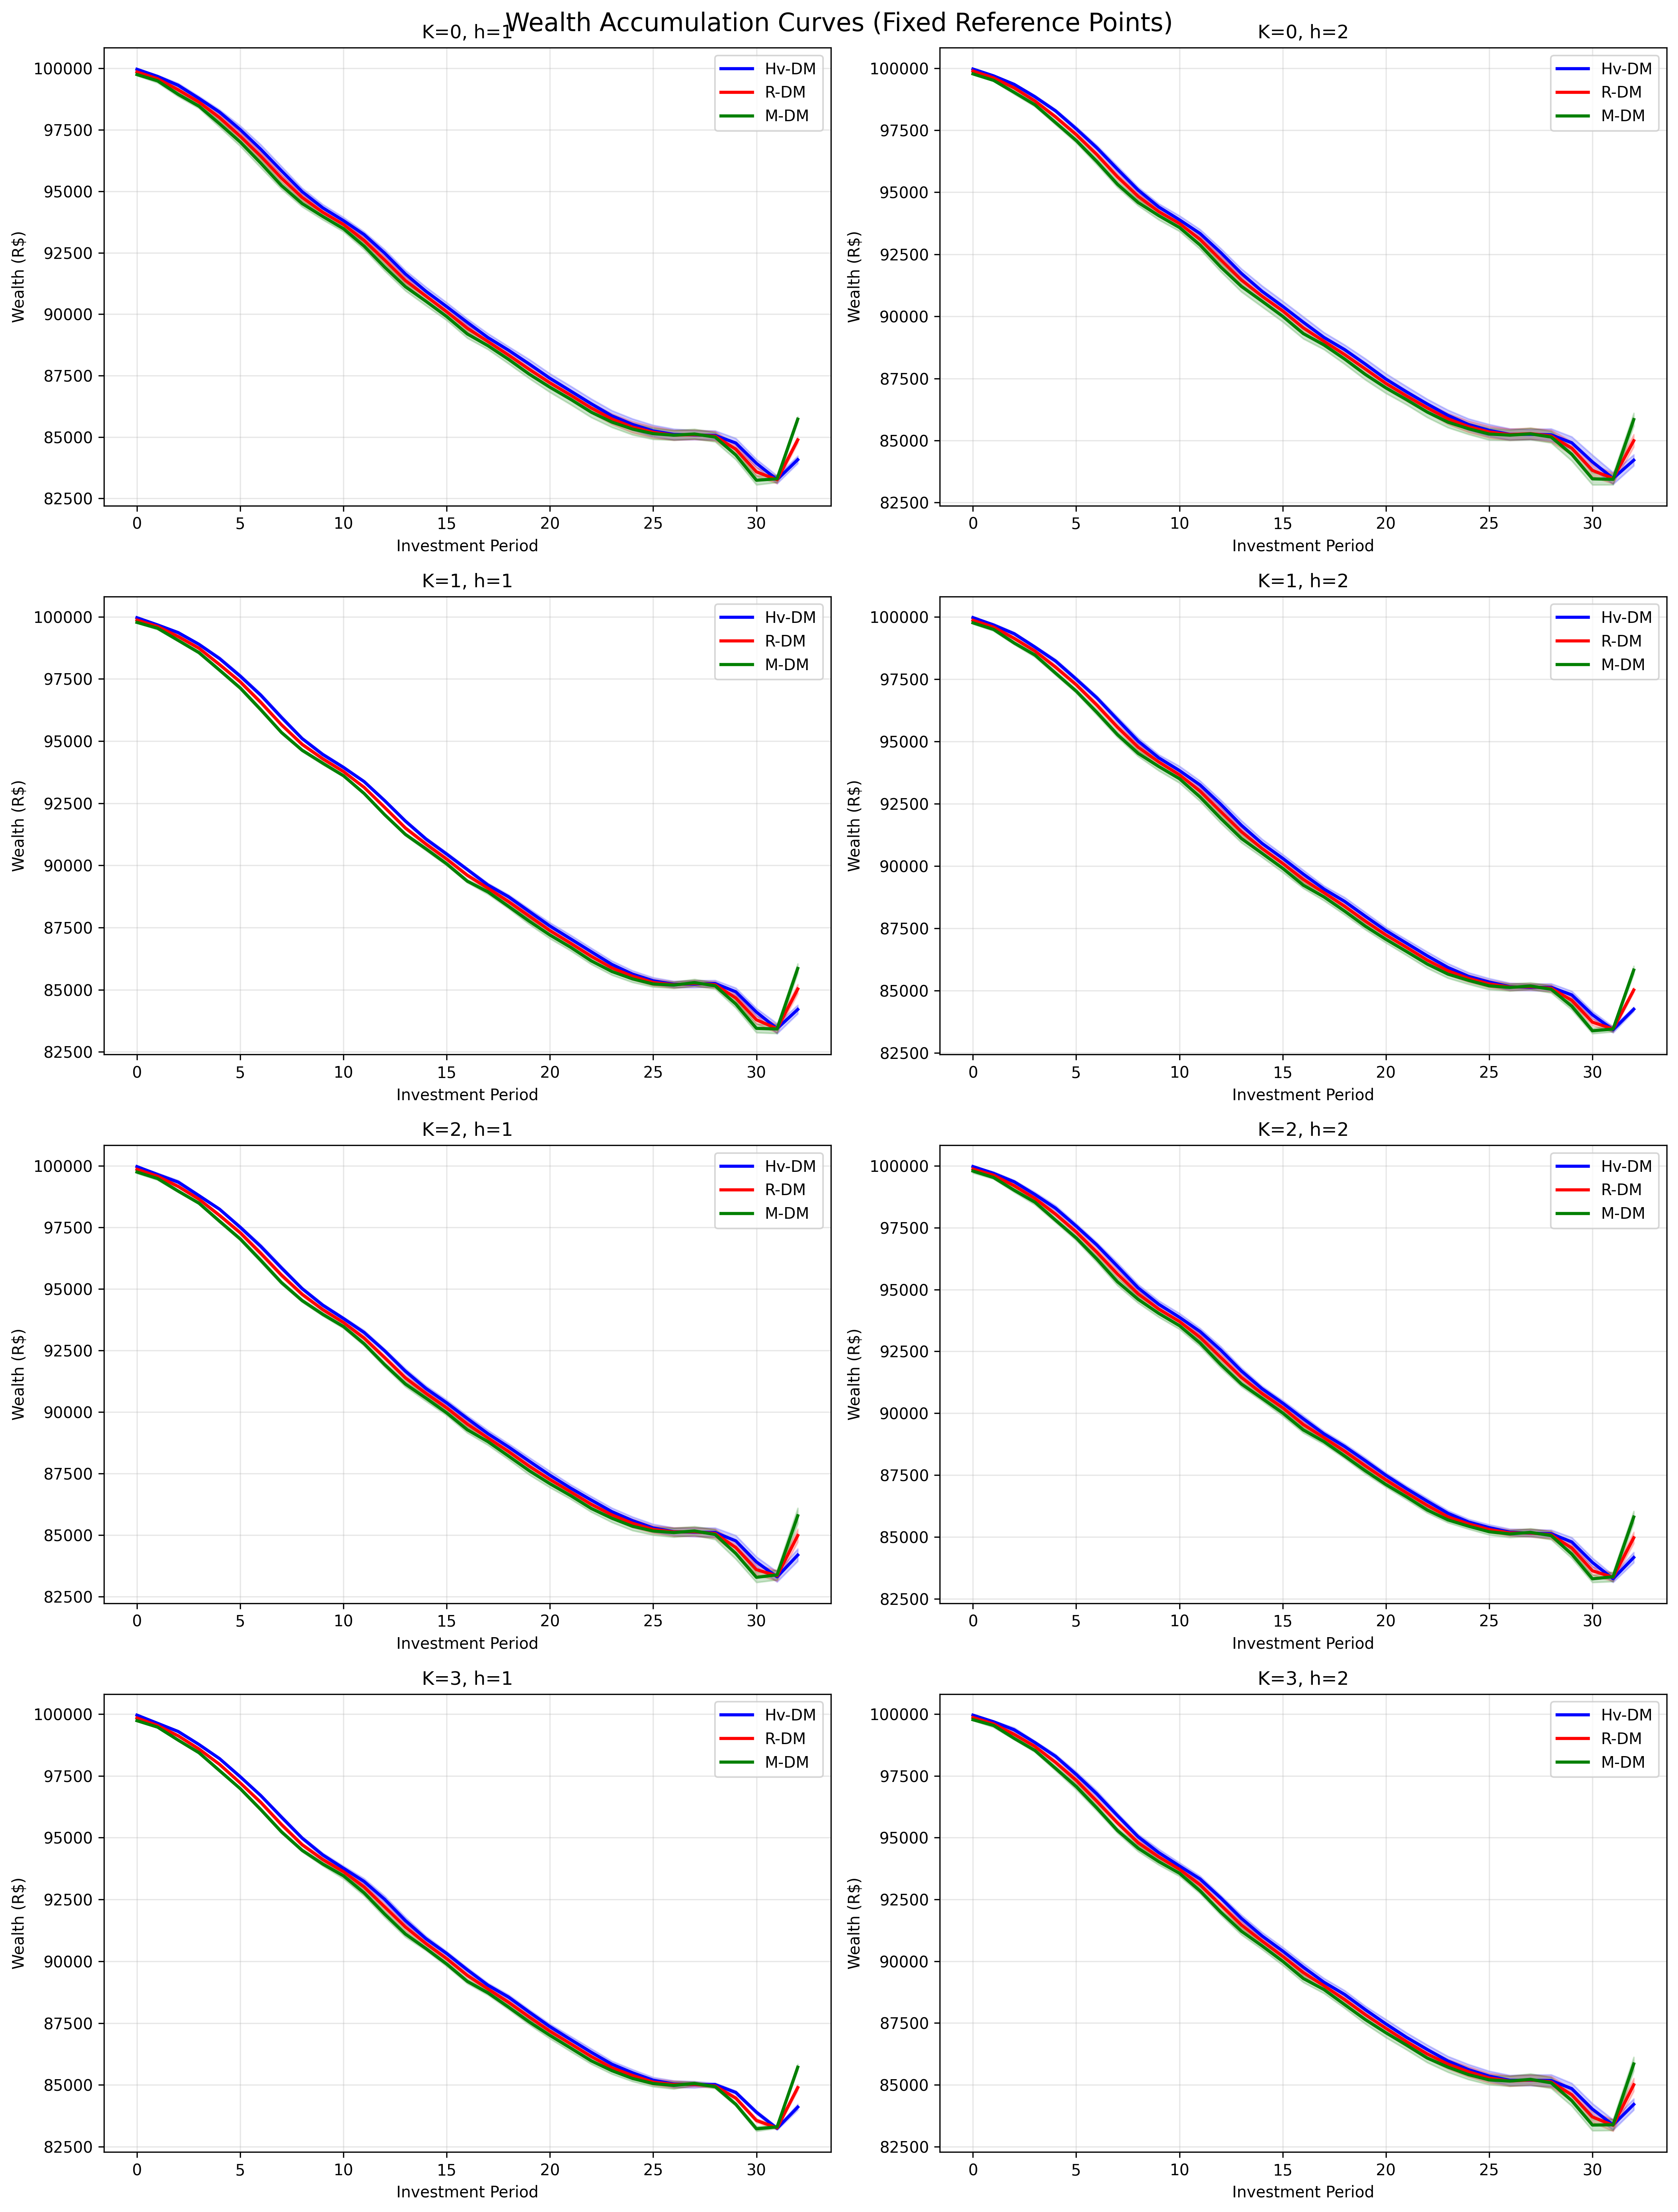 Wealth Accumulation Curves (Fixed Reference Points)
K=0, h=1
Wealth (R$)
100000
97500
95000
92500
90000
87500
85000
82500
Hv-DM
R-DM
M-DM
0 5 10 15 20 25 30
Investment Period
K=0, h=2
Wealth (R$)
100000
97500
95000
92500
90000
87500
85000
82500
Hv-DM
R-DM
M-DM
0 5 10 15 20 25 30
Investment Period
K=1, h=1
Wealth (R$)
100000
97500
95000
92500
90000
87500
85000
82500
Hv-DM
R-DM
M-DM
0 5 10 15 20 25 30
Investment Period
K=1, h=2
Wealth (R$)
100000
97500
95000
92500
90000
87500
85000
82500
Hv-DM
R-DM
M-DM
0 5 10 15 20 25 30
Investment Period
K=2, h=1
Wealth (R$)
100000
97500
95000
92500
90000
87500
85000
82500
Hv-DM
R-DM
M-DM
0 5 10 15 20 25 30
Investment Period
K=2, h=2
Wealth (R$)
100000
97500
95000
92500
90000
87500
85000
82500
Hv-DM
R-DM
M-DM
0 5 10 15 20 25 30
Investment Period
K=3, h=1
Wealth (R$)
100000
97500
95000
92500
90000
87500
85000
82500
Hv-DM
R-DM
M-DM
0 5 10 15 20 25 30
Investment Period
K=3, h=2
Wealth (R$)
100000
97500
95000
92500
90000
87500
85000
82500
Hv-DM
R-DM
M-DM
0 5 10 15 20 25 30
Investment Period